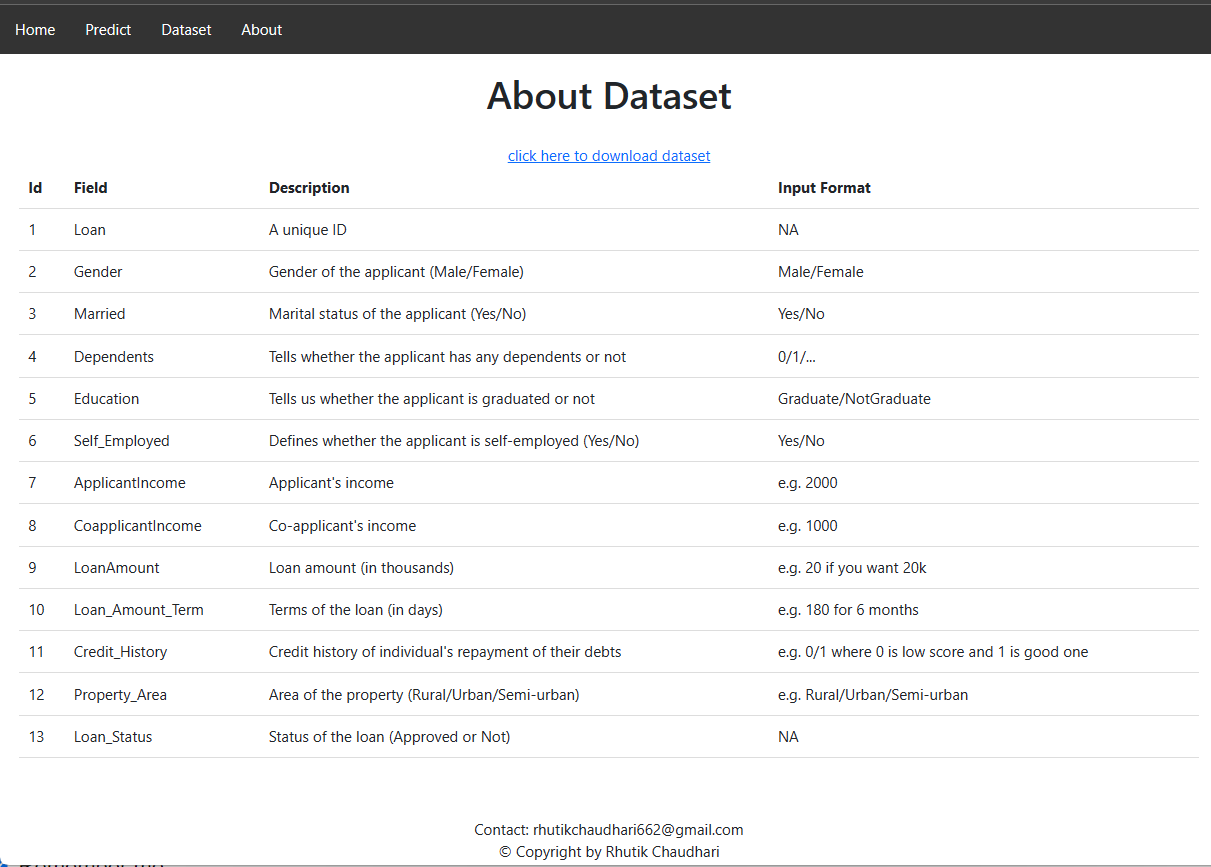 Home Predict Dataset About
About Dataset
click here to download dataset
Id Field Description Input Format
1 Loan A unique ID NA
2 Gender Gender of the applicant (Male/Female) Male/Female
3 Married Marital status of the applicant (Yes/No) Yes/No
4 Dependents Tells whether the applicant has any dependents or not 0/1/...
5 Education Tells us whether the applicant is graduated or not Graduate/NotGraduate
6 Self_Employed Defines whether the applicant is self-employed (Yes/No) Yes/No
7 ApplicantIncome Applicant's income e.g. 2000
8 CoapplicantIncome Co-applicant's income e.g. 1000
9 LoanAmount Loan amount (in thousands) e.g. 20 if you want 20k
10 Loan_Amount_Term Terms of the loan (in days) e.g. 180 for 6 months
11 Credit_History Credit history of individual's repayment of their debts e.g. 0/1 where 0 is low score and 1 is good one
12 Property_Area Area of the property (Rural/Urban/Semi-urban) e.g. Rural/Urban/Semi-urban
13 Loan_Status Status of the loan (Approved or Not) NA
Contact: rhutikchaudhari662@gmail.com
© Copyright by Rhutik Chaudhari